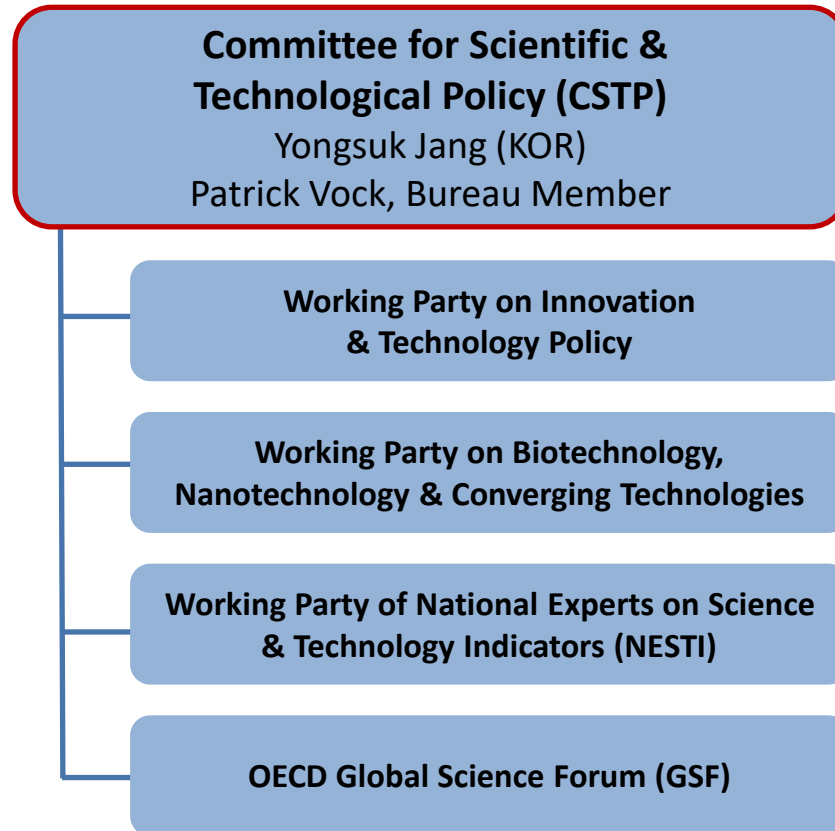 Committee for Scientific &
Technological Policy (CSTP)
Yongsuk Jang (KOR)
Patrick Vock, Bureau Member
Working Party on Innovation
& Technology Policy
Working Party on Biotechnology,
Nanotechnology & Converging Technologies
Working Party of National Experts on Science
& Technology Indicators (NESTI)
OECD Global Science Forum (GSF)